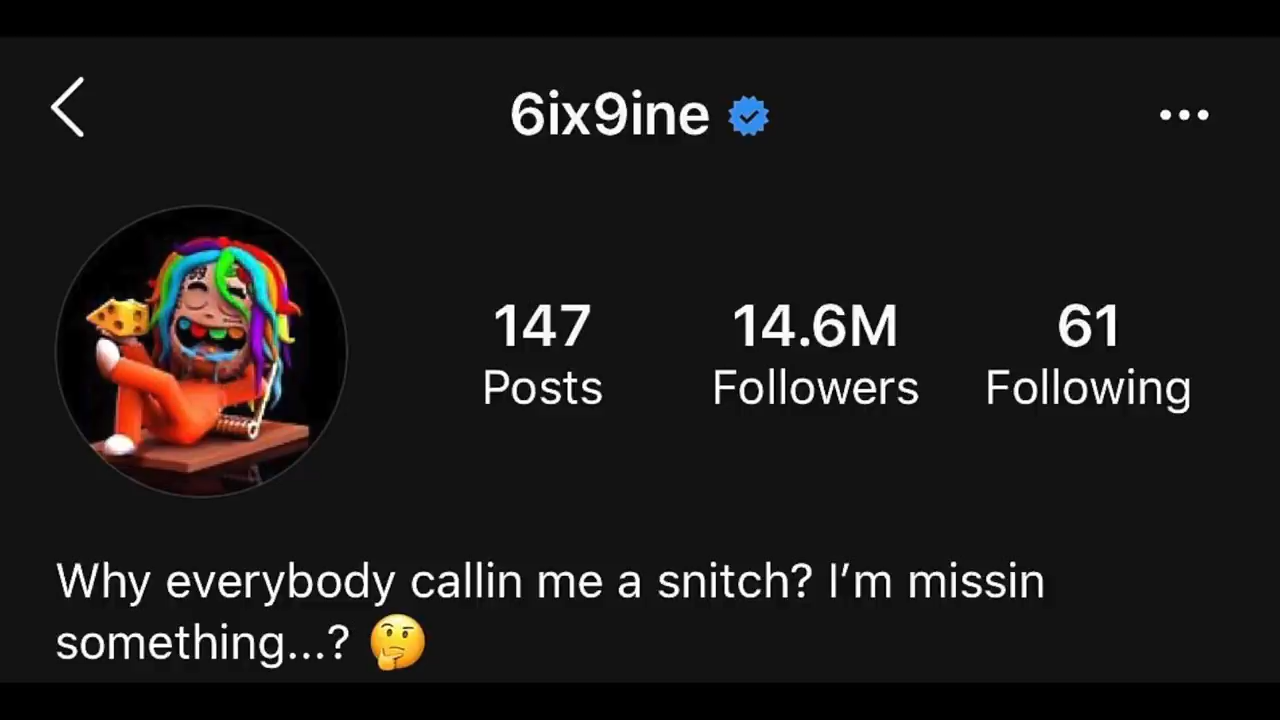 6ix9ine
147 14.6M 61
Posts Followers Following
Why everybody callin me a snitch? I’m missin
something...? 🤔